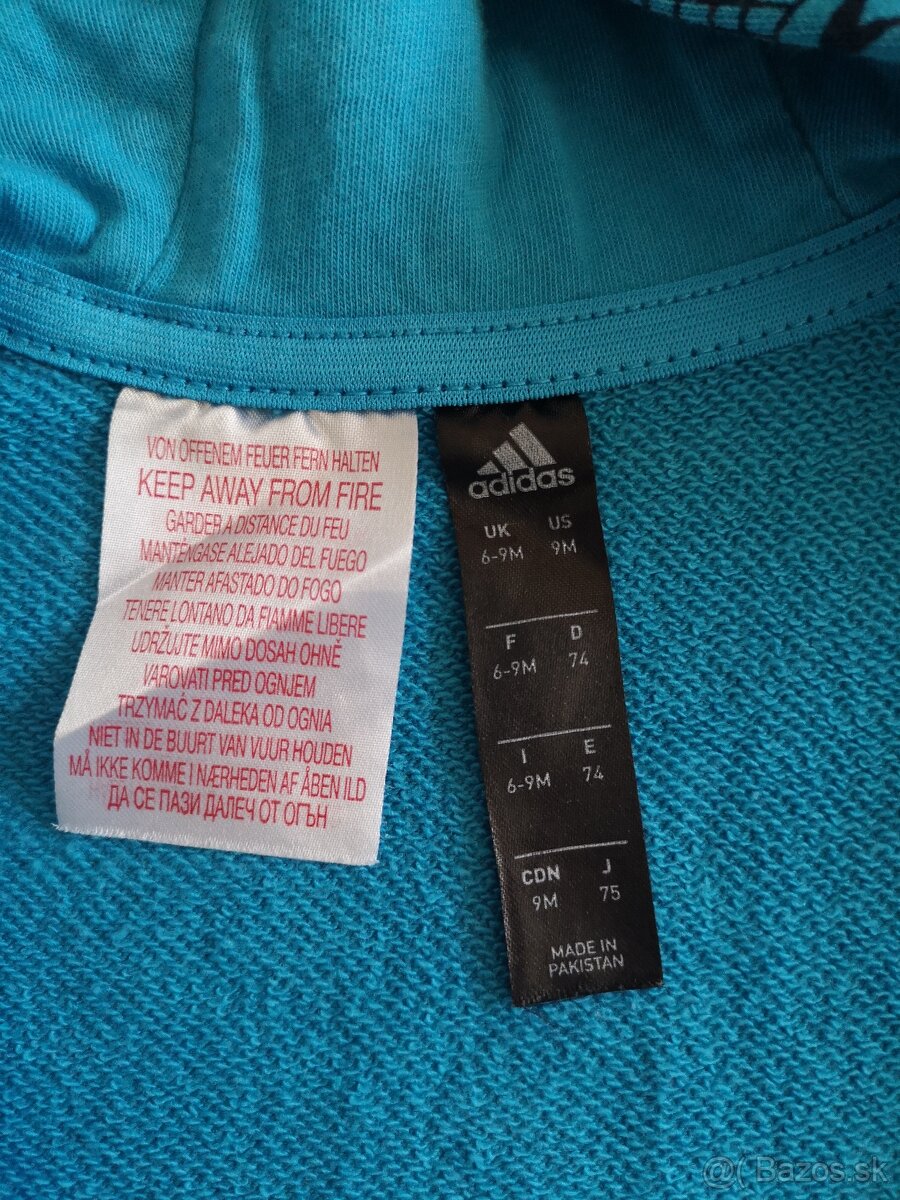 VON OFFENEM FEUER FERN HALTEN
KEEP AWAY FROM FIRE
GARDER A DISTANCE DU FEU
MANTÉNGASE ALEJADO DEL FUEGO
MANTER AFASTADO DO FOGO
TENERE LONTANO DA FIAMME LIBERE
UDRŽUJTE MIMO DOSAH OHNĚ
VAROVATI PRED OGNJEM
TRZYMAĆ Z DALEKA OD OGNIA
NIET IN DE BUURT VAN VUUR HOUDEN
MÅ IKKE KOMME I NÆRHEDEN AF ÅBEN ILD
ДА СЕ ПАЗИ ДАЛЕЧ ОТ ОГЪН
adidas
UK US
6-9M 9M
F D
6-9M 74
I E
6-9M 74
CDN J
9M 75
MADE IN
PAKISTAN
@( Bazos.sk